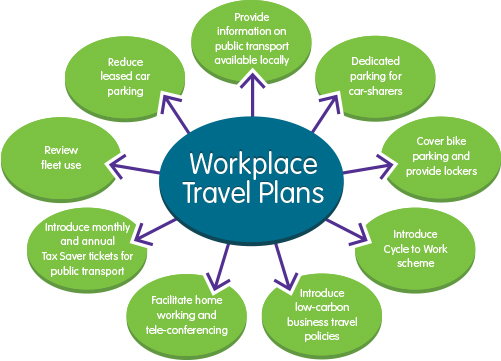 Provide
information on
public transport
available locally
Reduce
leased car
parking
Dedicated
parking for
car-sharers
Review
fleet use
Workplace
Travel Plans
Cover bike
parking and
provide lockers
Introduce monthly
and annual
Tax Saver tickets for
public transport
Introduce
Cycle to Work
scheme
Facilitate home
working and
tele-conferencing
Introduce
low-carbon
business travel
policies